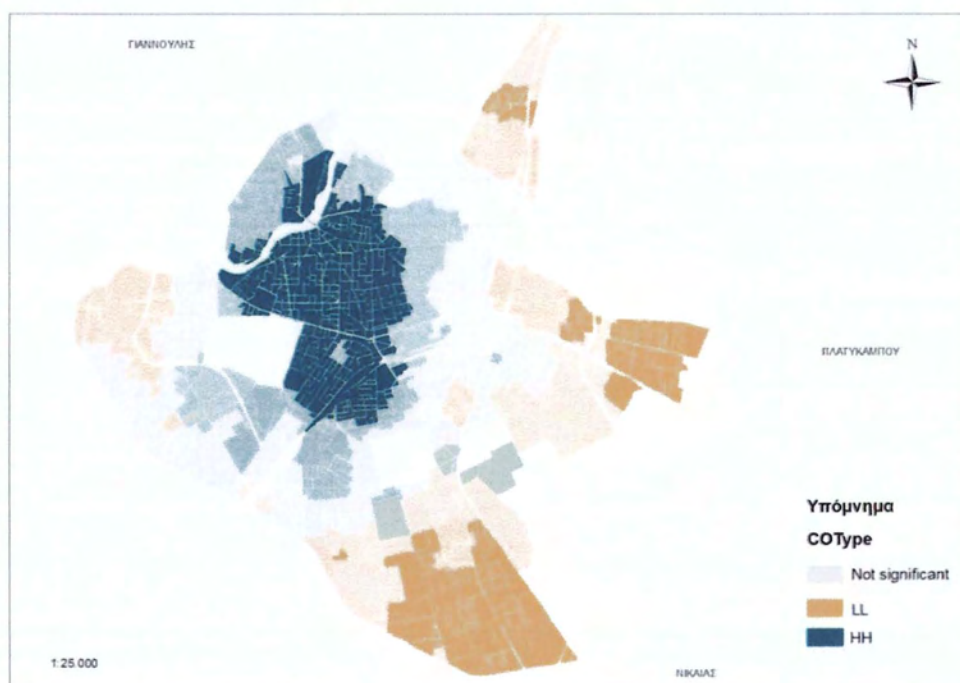 ΓΙΑΝΝΟΥΛΗΣ
N
ΠΛΑΤΥΚΑΜΠΟΥ
Υπόμνημα
COType
Not significant
LL
HH
1:25.000
ΝΙΚΑΙΑΣ